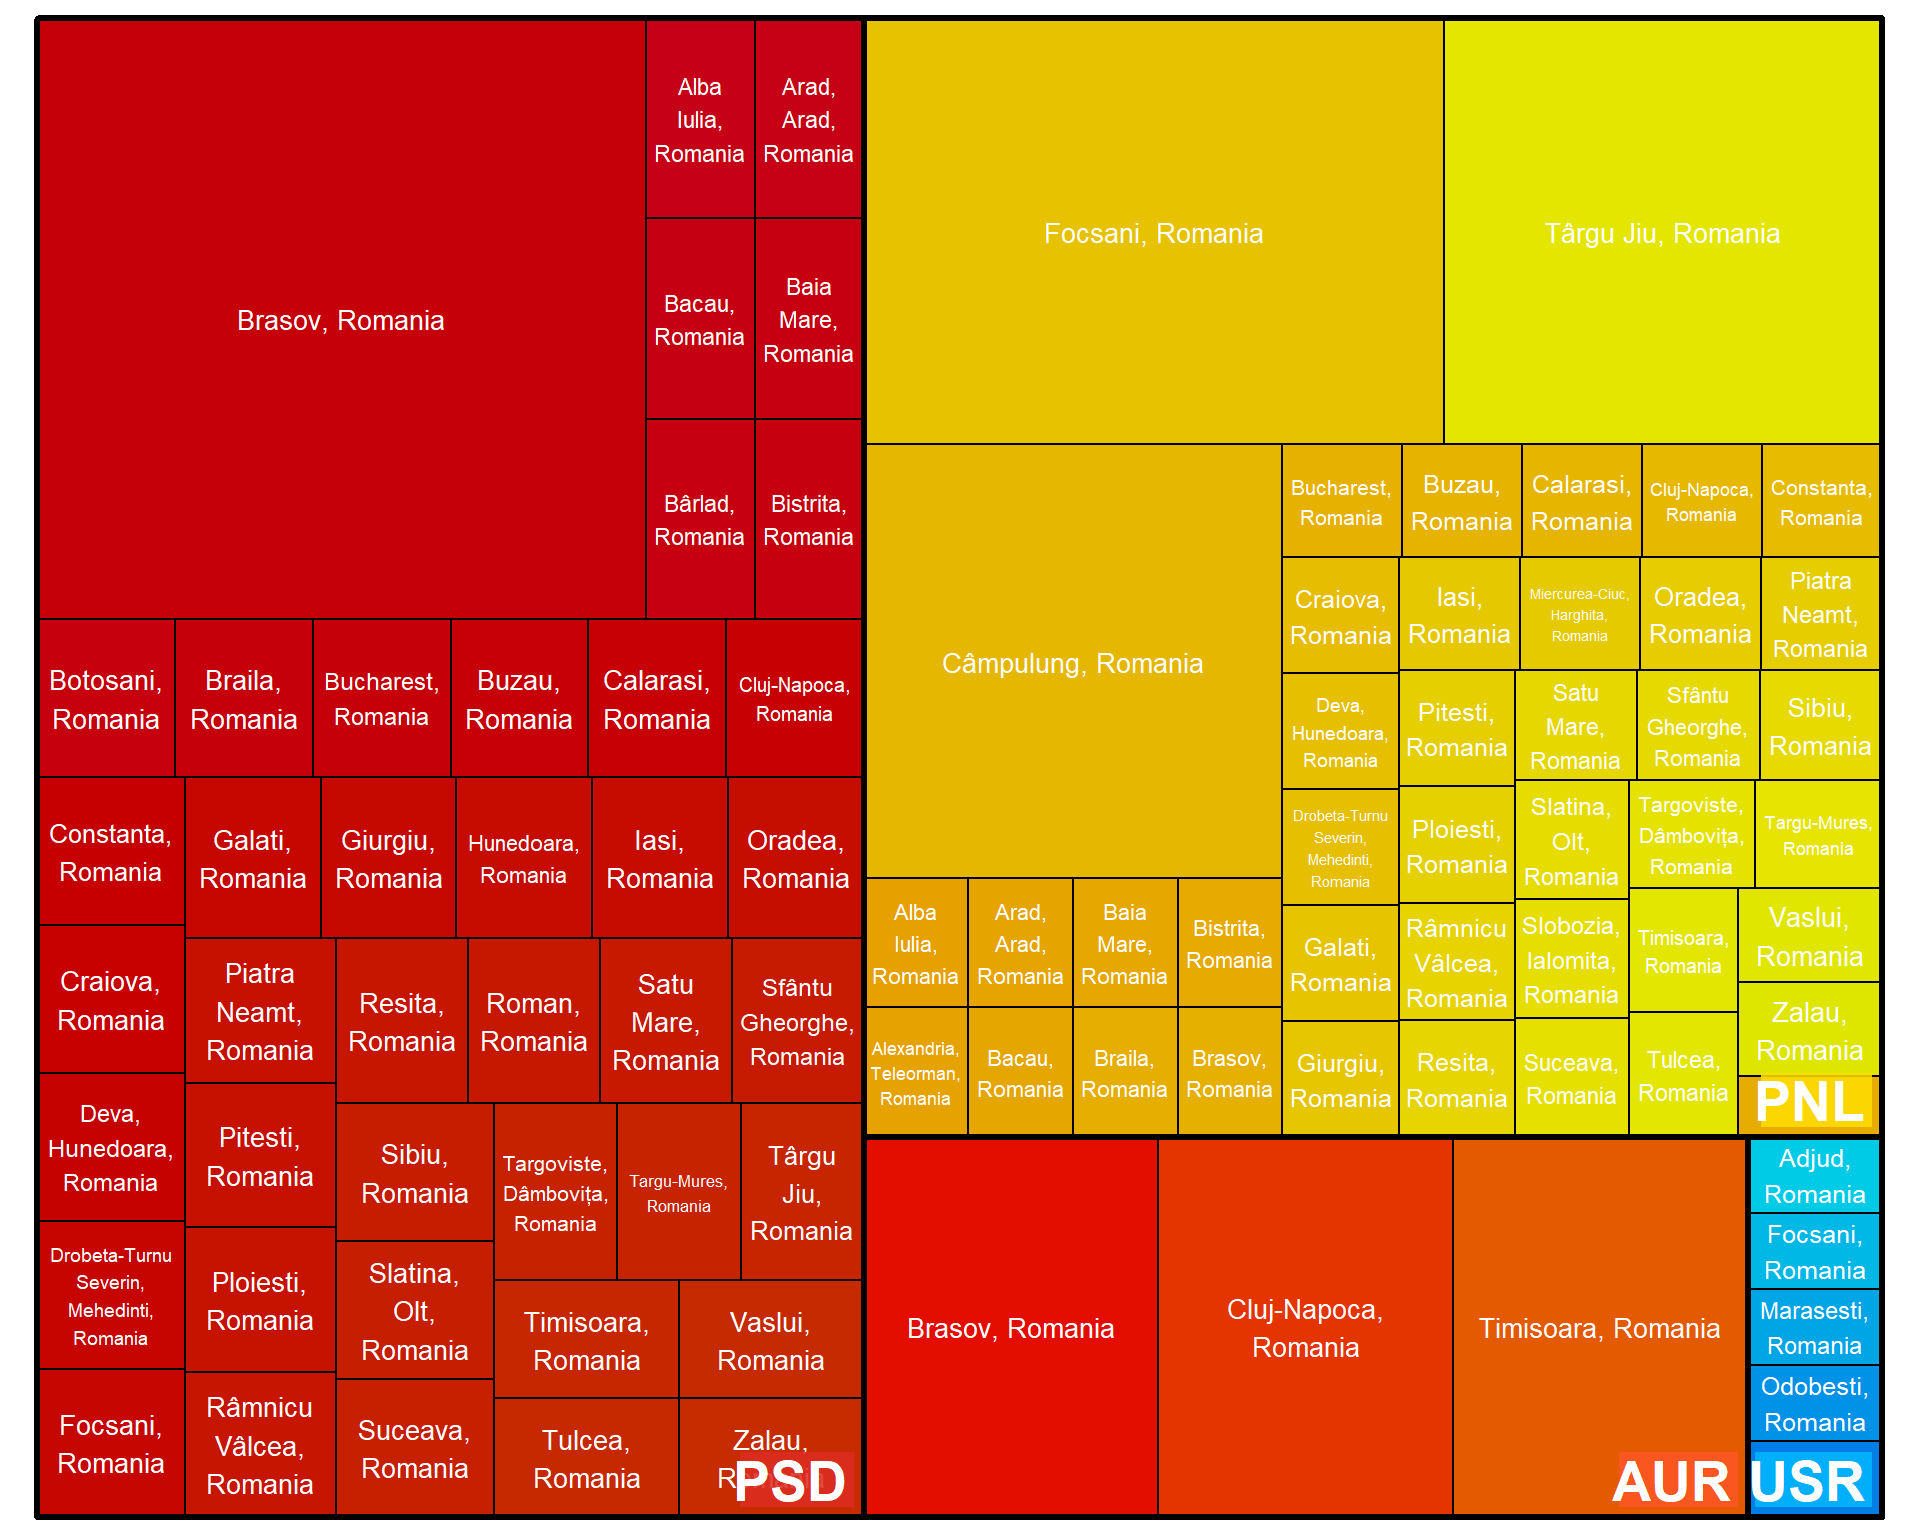 Brasov, Romania
Alba
Iulia,
Romania
Arad,
Arad,
Romania
Bacau,
Romania
Baia
Mare,
Romania
Bârlad,
Romania
Bistrita,
Romania
Botosani,
Romania
Braila,
Romania
Bucharest,
Romania
Buzau,
Romania
Calarasi,
Romania
Cluj-Napoca,
Romania
Constanta,
Romania
Galati,
Romania
Giurgiu,
Romania
Hunedoara,
Romania
Iasi,
Romania
Oradea,
Romania
Craiova,
Romania
Piatra
Neamt,
Romania
Resita,
Romania
Roman,
Romania
Satu
Mare,
Romania
Sfântu
Gheorghe,
Romania
Deva,
Hunedoara,
Romania
Pitesti,
Romania
Sibiu,
Romania
Targoviste,
Dâmbovița,
Romania
Targu-Mures,
Romania
Târgu
Jiu,
Romania
Drobeta-Turnu
Severin,
Mehedinti,
Romania
Ploiesti,
Romania
Slatina,
Olt,
Romania
Timisoara,
Romania
Vaslui,
Romania
Focsani,
Romania
Râmnicu
Vâlcea,
Romania
Suceava,
Romania
Tulcea,
Romania
Zalau,
PSD
Focsani, Romania
Târgu Jiu, Romania
Câmpulung, Romania
Bucharest,
Romania
Buzau,
Romania
Calarasi,
Romania
Cluj-Napoca,
Romania
Constanta,
Romania
Craiova,
Romania
Iasi,
Romania
Miercurea-Ciuc,
Harghita,
Romania
Oradea,
Romania
Piatra
Neamt,
Romania
Deva,
Hunedoara,
Romania
Pitesti,
Romania
Satu
Mare,
Romania
Sfântu
Gheorghe,
Romania
Sibiu,
Romania
Drobeta-Turnu
Severin,
Mehedinti,
Romania
Ploiesti,
Romania
Slatina,
Olt,
Romania
Targoviste,
Dâmbovița,
Romania
Targu-Mures,
Romania
Alba
Iulia,
Romania
Arad,
Arad,
Romania
Baia
Mare,
Romania
Bistrita,
Romania
Galati,
Romania
Râmnicu
Vâlcea,
Romania
Slobozia,
Ialomita,
Romania
Timisoara,
Romania
Vaslui,
Romania
Alexandria,
Teleorman,
Romania
Bacau,
Romania
Braila,
Romania
Brasov,
Romania
Giurgiu,
Romania
Resita,
Romania
Suceava,
Romania
Tulcea,
Romania
Zalau,
Romania
PNL
Brasov, Romania
Cluj-Napoca,
Romania
Timisoara, Romania
AUR
Adjud,
Romania
Focsani,
Romania
Marasesti,
Romania
Odobesti,
Romania
USR